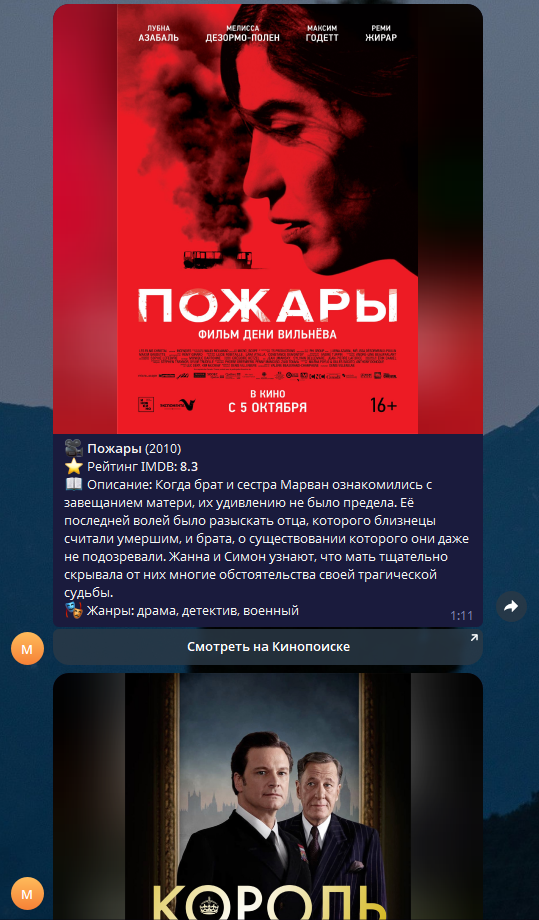 ЛУБНА МЕЛИССА МАКСИМ РЕМИ
АЗАБАЛЬ ДЕЗОРМО-ПОЛЕН ГОДЕТТ ЖИРАР
ПОЖАРЫ
ФИЛЬМ ДЕНИ ВИЛЬНЁВА
В КИНО
С 5 ОКТЯБРЯ
16+
🎥 Пожары (2010)
⭐ Рейтинг IMDB: 8.3
📖 Описание: Когда брат и сестра Марван ознакомились с
завещанием матери, их удивлению не было предела. Её
последней волей было разыскать отца, которого близнецы
считали умершим, и брата, о существовании которого они даже
не подозревали. Жанна и Симон узнают, что мать тщательно
скрывала от них многие обстоятельства своей трагической
судьбы.
🎭 Жанры: драма, детектив, военный
1:11
М
Смотреть на Кинопоиске
М
КОРОЛЬ